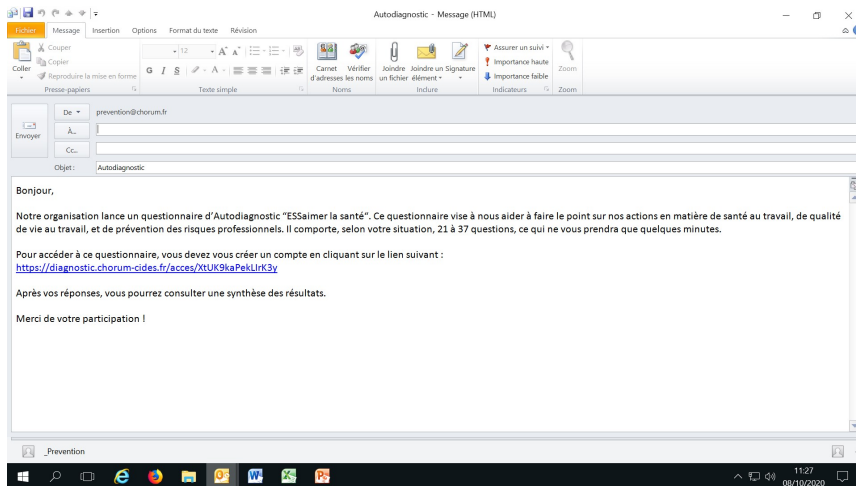 Autodiagnostic - Message (HTML)
Fichier Message Insertion Options Format du texte Révision
Coller
Couper
Copier
Reproduire la mise en forme
Presse-papiers
12
G I S
Texte simple
Carnet d'adresses
Vérifier les noms
Noms
Joindre un fichier
Joindre un élément
Signature
Inclure
Assurer un suivi
Importance haute
Importance faible
Indicateurs
Zoom
Zoom
Envoyer
De prevention@chorum.fr
À...
Cc...
Objet : Autodiagnostic
Bonjour,
Notre organisation lance un questionnaire d'Autodiagnostic "ESSaimer la santé". Ce questionnaire vise à nous aider à faire le point sur nos actions en matière de santé au travail, de qualité
de vie au travail, et de prévention des risques professionnels. Il comporte, selon votre situation, 21 à 37 questions, ce qui ne vous prendra que quelques minutes.
Pour accéder à ce questionnaire, vous devez vous créer un compte en cliquant sur le lien suivant :
https://diagnostic.chorum-cides.fr/acces/XtUK9kaPekLIrK3y
Après vos réponses, vous pourrez consulter une synthèse des résultats.
Merci de votre participation !
_Prevention
11:27
08/10/2020